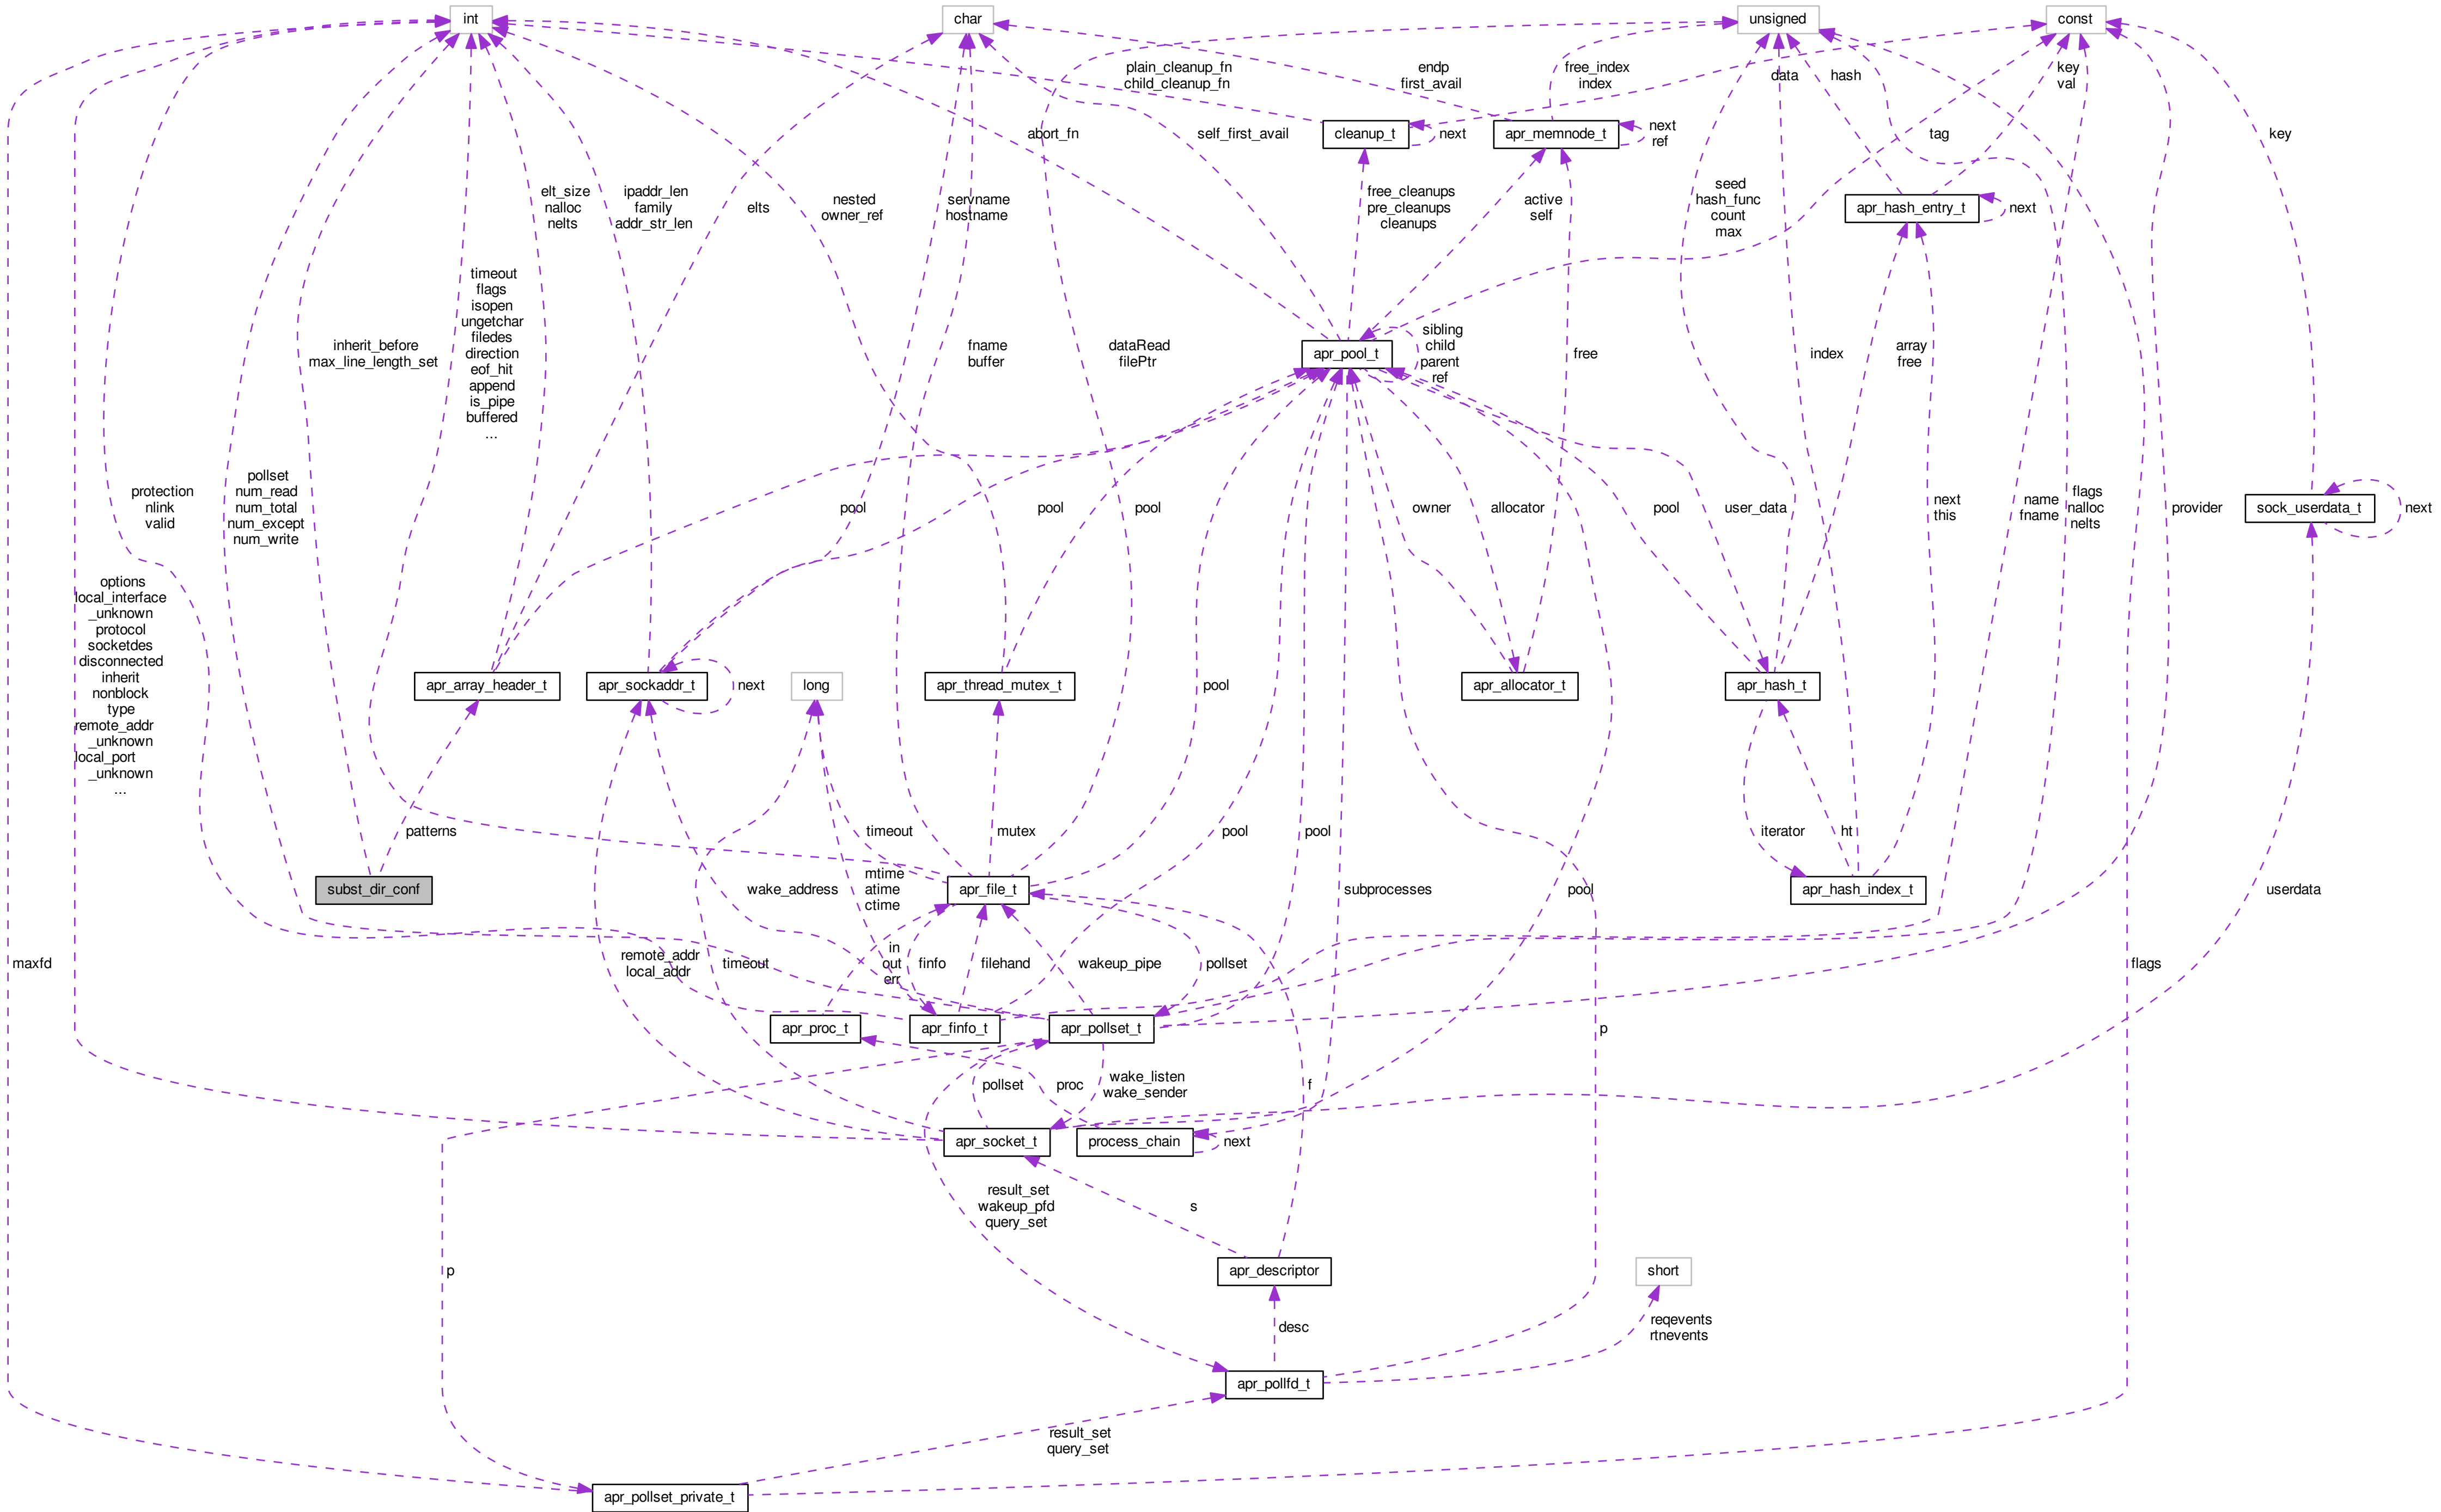 int
char
unsigned
const
plain_cleanup_fn
child_cleanup_fn
endp
first_avail
free_index
index
data
hash
key
val
abort_fn
self_first_avail
cleanup_t
next
apr_memnode_t
next
ref
tag
key
elt_size
nalloc
nelts
ipaddr_len
family
addr_str_len
elts
nested
owner_ref
servname
hostname
free_cleanups
pre_cleanups
cleanups
active
self
seed
hash_func
count
max
apr_hash_entry_t
next
inherit_before
max_line_length_set
timeout
flags
isopen
ungetchar
filedes
direction
eof_hit
append
is_pipe
buffered
...
fname
buffer
dataRead
filePtr
apr_pool_t
sibling
child
parent
ref
free
index
array
free
protection
nlink
valid
pollset
num_read
num_total
num_except
num_write
pool
pool
pool
owner
allocator
pool
user_data
next
this
name
fname
flags
nalloc
nelts
provider
sock_userdata_t
next
options
local_interface
_unknown
protocol
socketdes
disconnected
inherit
nonblock
type
remote_addr
_unknown
local_port
_unknown
...
apr_array_header_t
apr_sockaddr_t
next
long
apr_thread_mutex_t
pool
apr_allocator_t
apr_hash_t
patterns
timeout
mutex
pool
pool
iterator
ht
subst_dir_conf
wake_address
mtime
atime
ctime
apr_file_t
subprocesses
pool
apr_hash_index_t
userdata
maxfd
remote_addr
local_addr
timeout
in
out
err
finfo
filehand
wakeup_pipe
pollset
flags
apr_proc_t
apr_finfo_t
apr_pollset_t
p
pollset
proc
wake_listen
wake_sender
f
apr_socket_t
process_chain
next
result_set
wakeup_pfd
query_set
s
p
apr_descriptor
short
desc
reqevents
rtnevents
apr_pollfd_t
result_set
query_set
apr_pollset_private_t